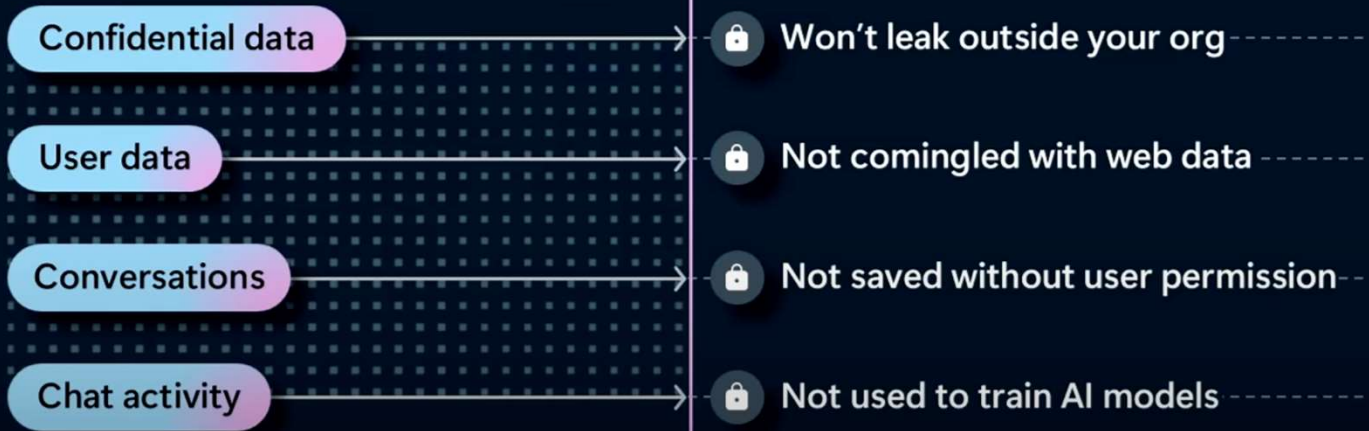 Confidential data
Won't leak outside your org
User data
Not comingled with web data
Conversations
Not saved without user permission
Chat activity
Not used to train AI models